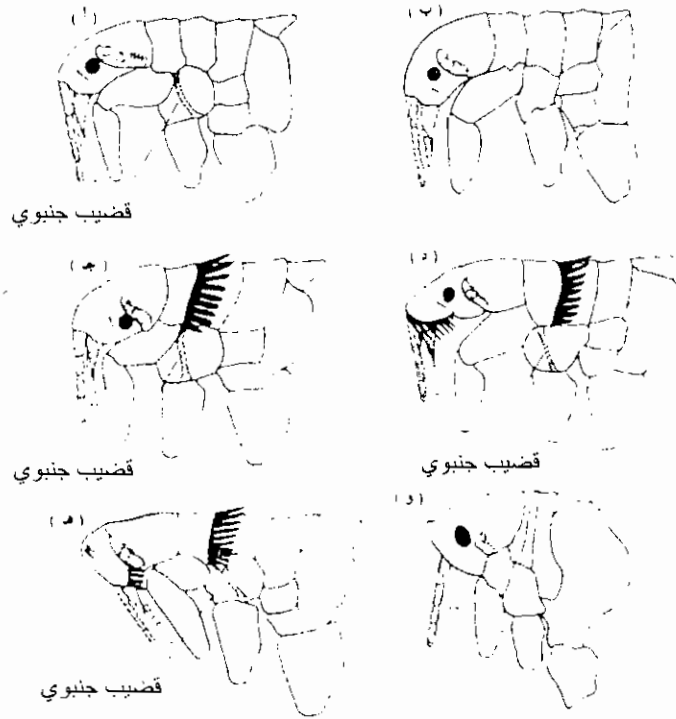 ( أ )
( ب )
قضيب جنبوي
( جـ )
( د )
قضيب جنبوي
قضيب جنبوي
( هـ )
( و )
قضيب جنبوي